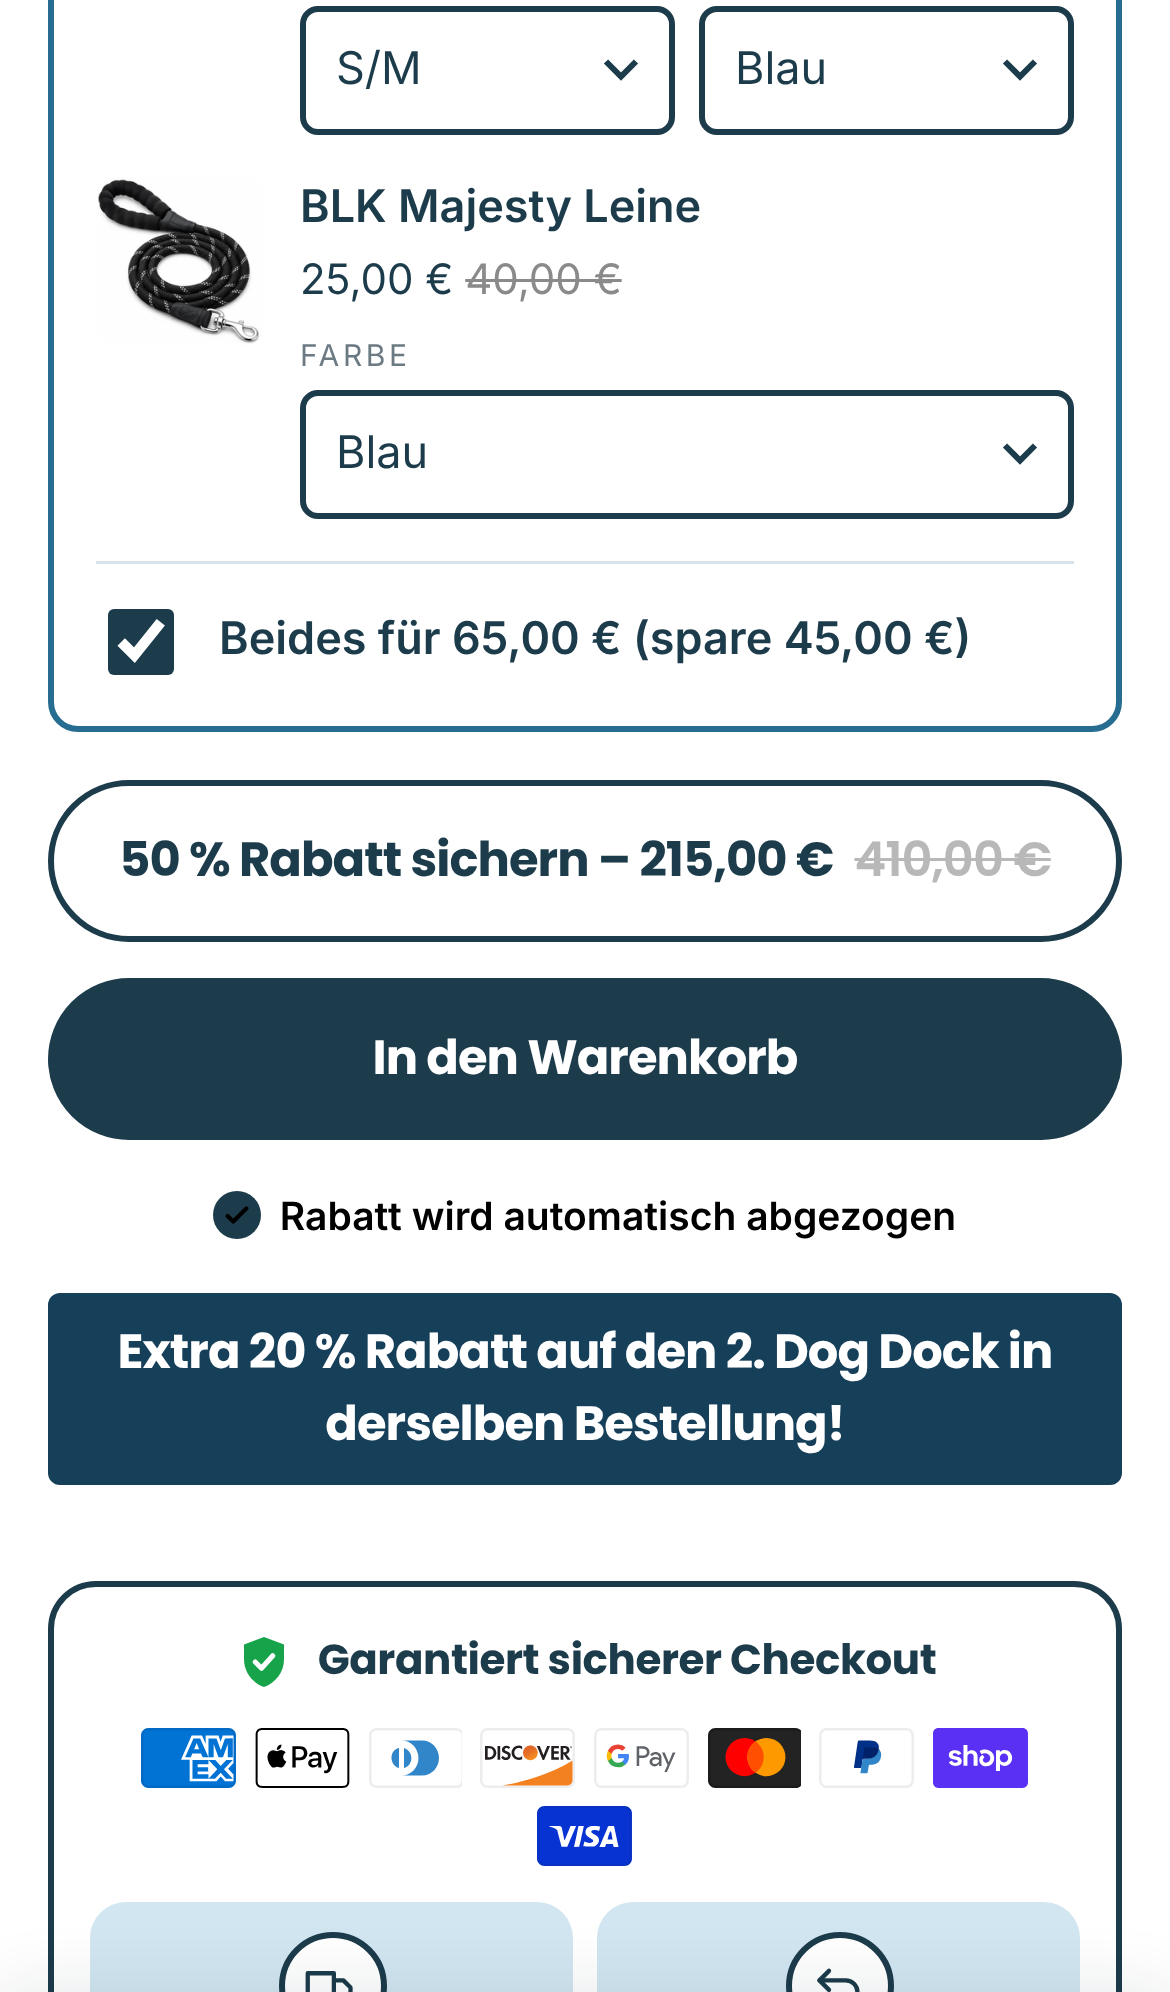 S/M
Blau
BLK Majesty Leine
25,00 € 40,00 €
FARBE
Blau
Beides für 65,00 € (spare 45,00 €)
50 % Rabatt sichern – 215,00 € 410,00 €
In den Warenkorb
Rabatt wird automatisch abgezogen
Extra 20 % Rabatt auf den 2. Dog Dock in
derselben Bestellung!
Garantiert sicherer Checkout
AM
EX
Pay
DISCOVER
G Pay
shop
VISA